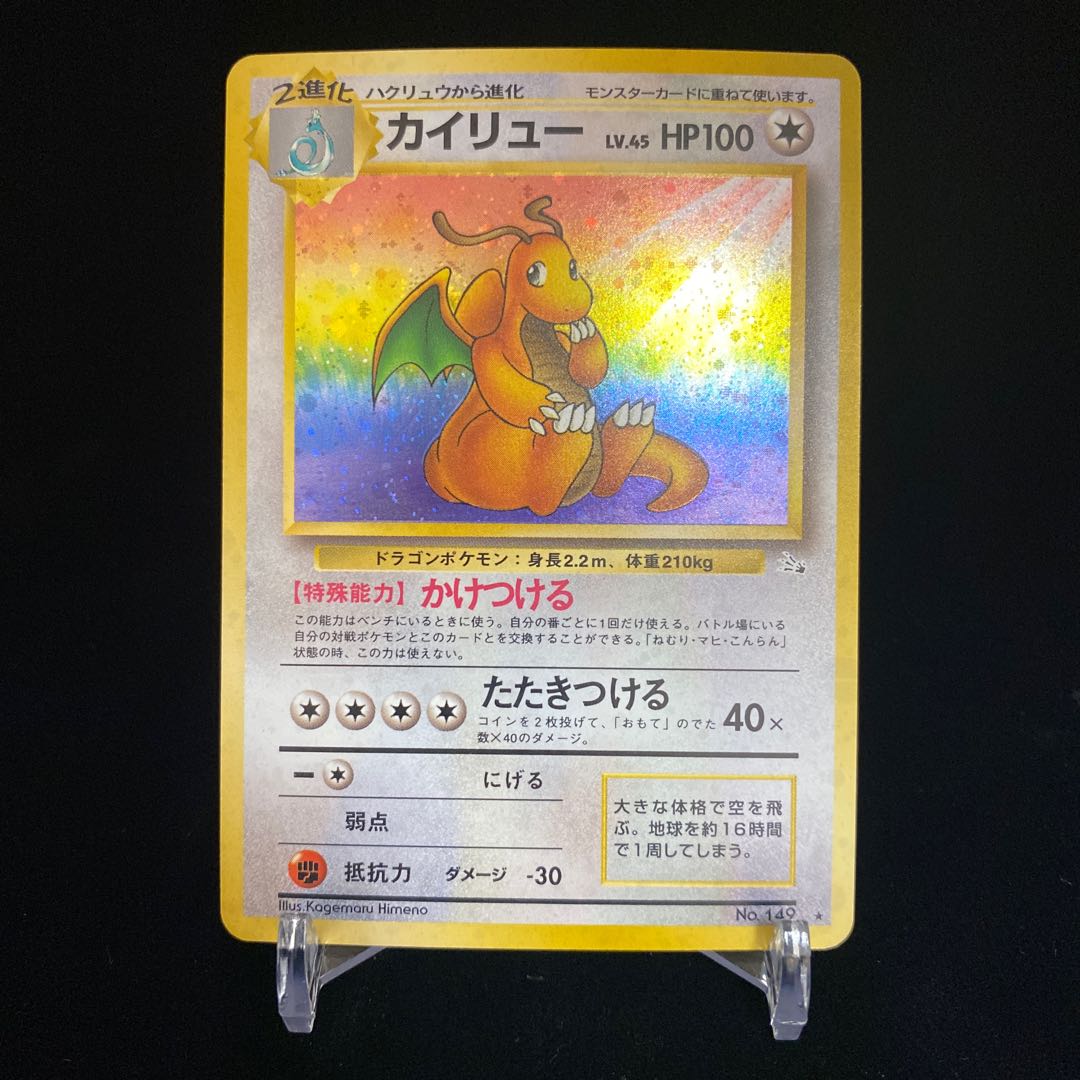 2進化
ハクリュウから進化
モンスターカードに重ねて使います。
カイリュー LV.45 HP100
ドラゴンポケモン：身長2.2m、体重210kg
【特殊能力】かけつける
この能力はベンチにいるときに使う。自分の番ごとに1回だけ使える。バトル場にいる
自分の対戦ポケモンとこのカードとを交換することができる。「ねむり・マヒ・こんらん」
状態の時、この力は使えない。
たたきつける
コインを2枚投げて、「おもて」のでた
数×40のダメージ。
40×
にげる
弱点
抵抗力 ダメージ -30
大きな体格で空を飛
ぶ。地球を約16時間
で1周してしまう。
Illus.Kagemaru Himeno
No. 149 ★